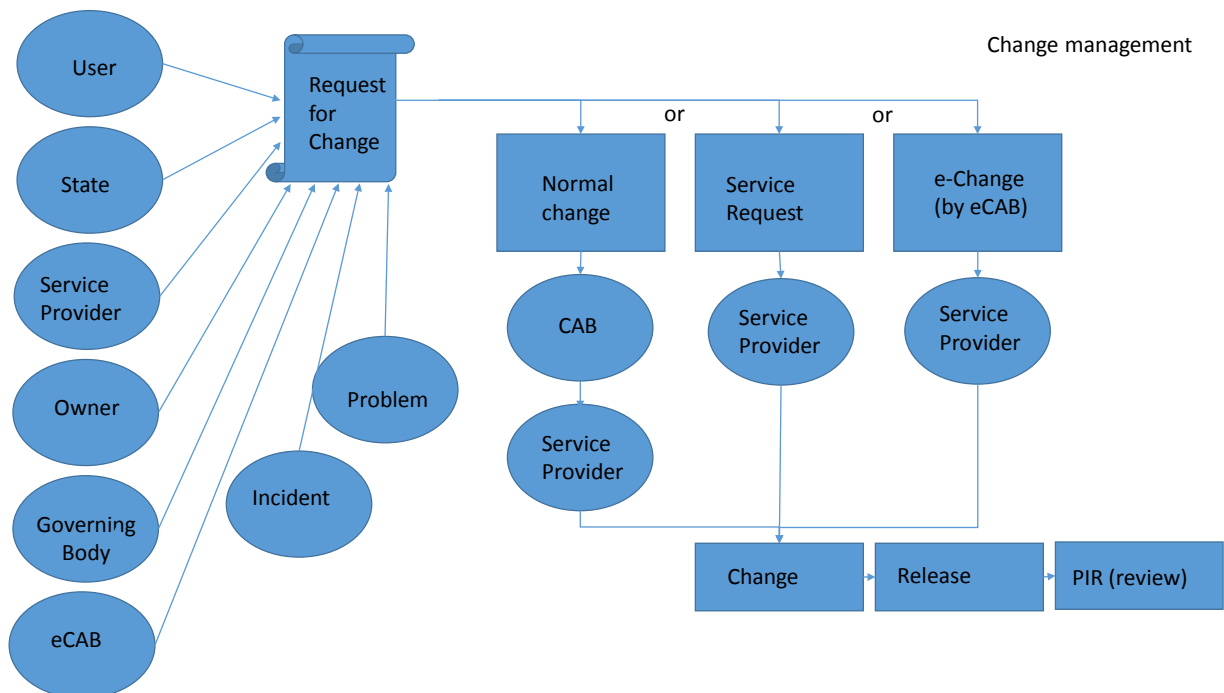 Change management
User
Request
for
Change
or
or
State
Normal
change
Service
Request
e-Change
(by eCAB)
Service
Provider
CAB
Service
Provider
Service
Provider
Owner
Problem
Service
Provider
Incident
Governing
Body
Change
Release
PIR (review)
eCAB